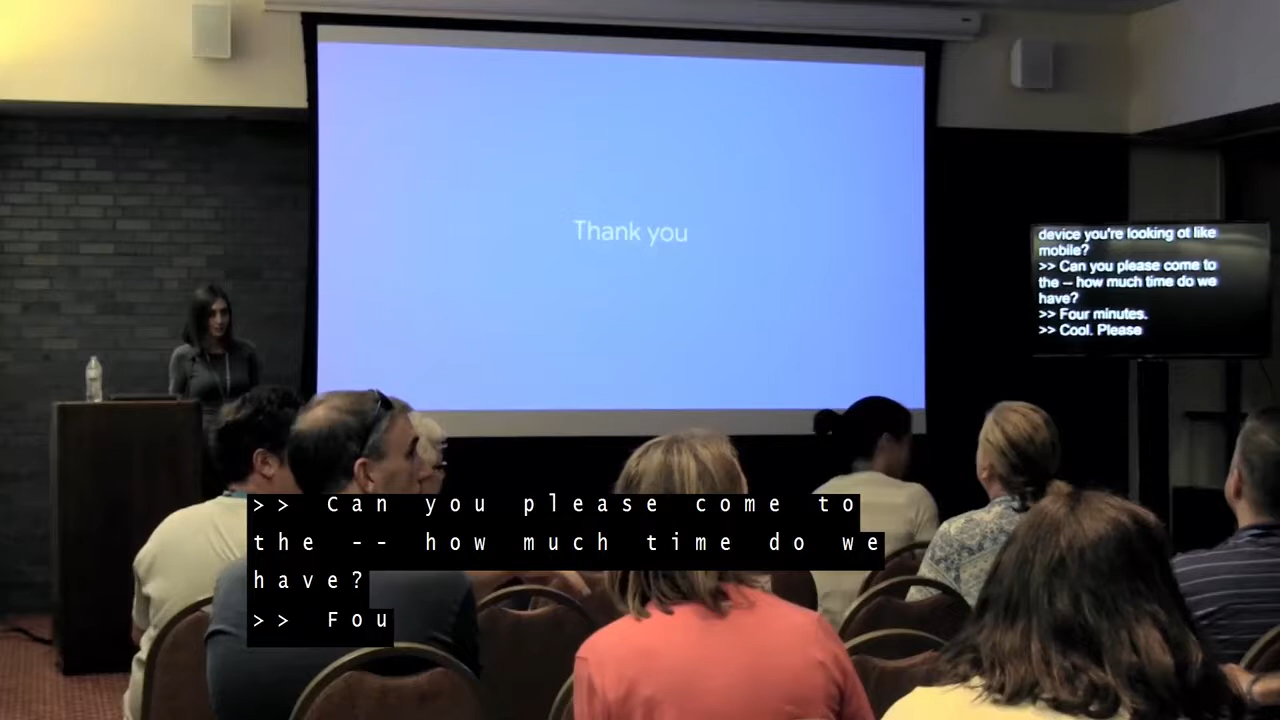 Thank you
device you're looking ot like
mobile?
>> Can you please come to
the -- how much time do we
have?
>> Four minutes.
>> Cool. Please
>> Can you please come to
the -- how much time do we
have?
>> Fou